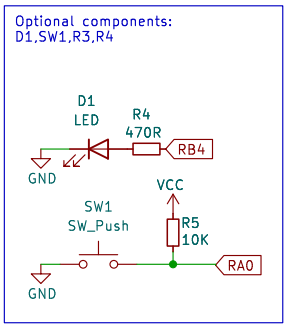 Optional components:
D1,SW1,R3,R4
D1
LED
R4
470R
RB4
GND
VCC
SW1
SW_Push
R5
10K
RA0
GND